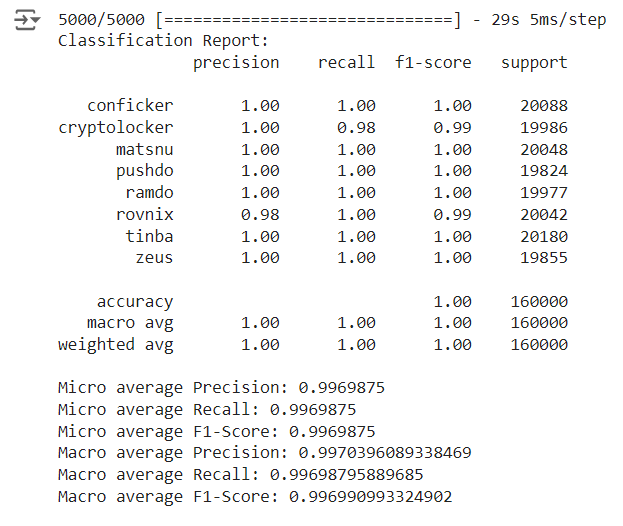 5000/5000 [==============================] - 29s 5ms/step
Classification Report:
              precision    recall  f1-score   support

   conficker       1.00      1.00      1.00     20088
cryptolocker       1.00      0.98      0.99     19986
      matsnu       1.00      1.00      1.00     20048
      pushdo       1.00      1.00      1.00     19824
       ramdo       1.00      1.00      1.00     19977
      rovnix       0.98      1.00      0.99     20042
       tinba       1.00      1.00      1.00     20180
        zeus       1.00      1.00      1.00     19855

    accuracy                           1.00    160000
   macro avg       1.00      1.00      1.00    160000
weighted avg       1.00      1.00      1.00    160000

Micro average Precision: 0.9969875
Micro average Recall: 0.9969875
Micro average F1-Score: 0.9969875
Macro average Precision: 0.9970396089338469
Macro average Recall: 0.99698795889685
Macro average F1-Score: 0.996990993324902